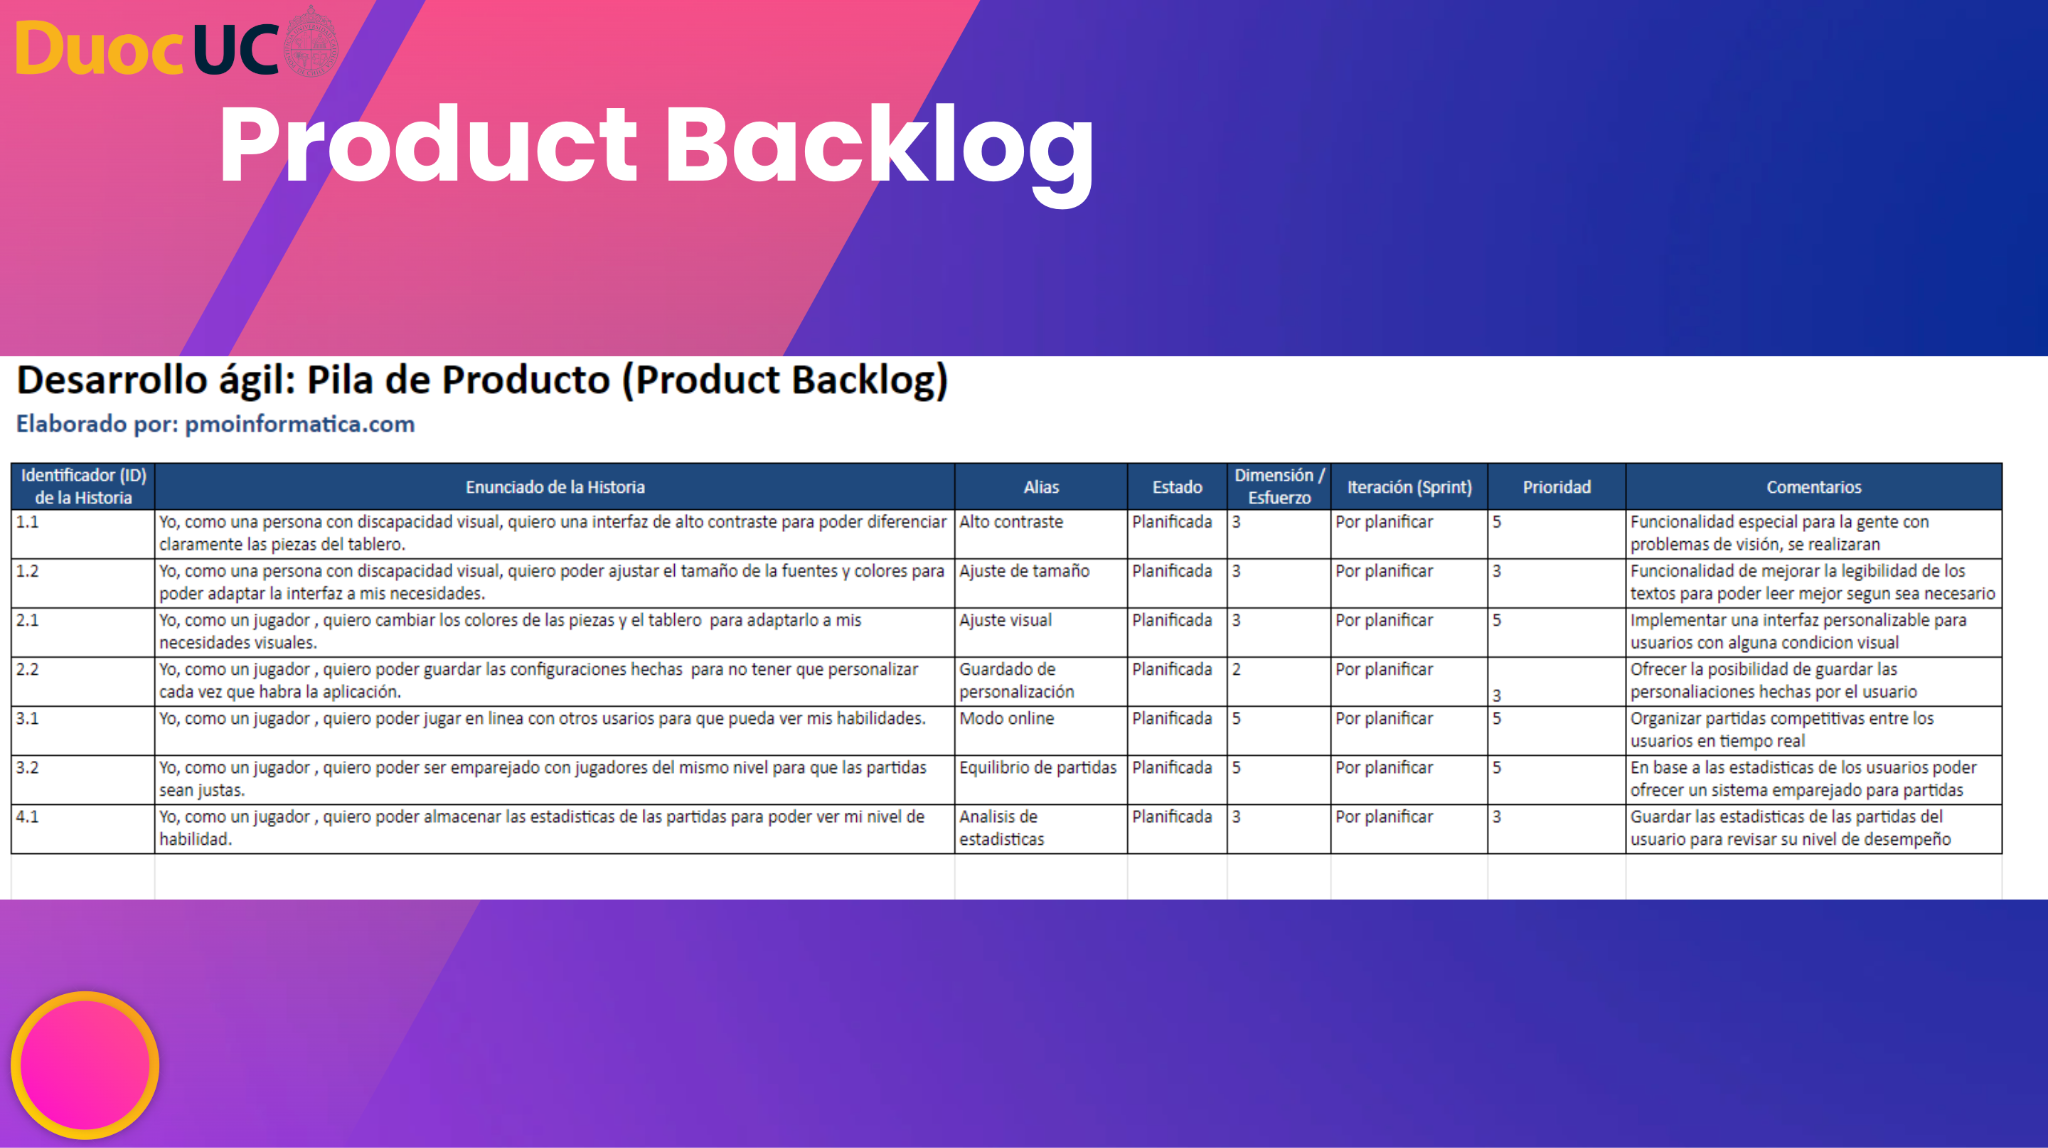 Duoc UC
Product Backlog
Desarrollo ágil: Pila de Producto (Product Backlog)
Elaborado por: pmoinformatica.com
Identificador (ID)
de la Historia
Enunciado de la Historia
Alias
Estado
Dimensión /
Esfuerzo
Iteración (Sprint)
Prioridad
Comentarios
1.1
Yo, como una persona con discapacidad visual, quiero una interfaz de alto contraste para poder diferenciar
claramente las piezas del tablero.
Alto contraste
Planificada
3
Por planificar
5
Funcionalidad especial para la gente con
problemas de visión, se realizaran
1.2
Yo, como una persona con discapacidad visual, quiero poder ajustar el tamaño de la fuentes y colores para
poder adaptar la interfaz a mis necesidades.
Ajuste de tamaño
Planificada
3
Por planificar
3
Funcionalidad de mejorar la legibilidad de los
textos para poder leer mejor segun sea necesario
2.1
Yo, como un jugador , quiero cambiar los colores de las piezas y el tablero  para adaptarlo a mis
necesidades visuales.
Ajuste visual
Planificada
3
Por planificar
5
Implementar una interfaz personalizable para
usuarios con alguna condicion visual
2.2
Yo, como un jugador , quiero poder guardar las configuraciones hechas  para no tener que personalizar
cada vez que habra la aplicación.
Guardado de
personalización
Planificada
2
Por planificar
3
Ofrecer la posibilidad de guardar las
personaliaciones hechas por el usuario
3.1
Yo, como un jugador , quiero poder jugar en linea con otros usarios para que pueda ver mis habilidades.
Modo online
Planificada
5
Por planificar
5
Organizar partidas competitivas entre los
usuarios en tiempo real
3.2
Yo, como un jugador , quiero poder ser emparejado con jugadores del mismo nivel para que las partidas
sean justas.
Equilibrio de partidas
Planificada
5
Por planificar
5
En base a las estadisticas de los usuarios poder
ofrecer un sistema emparejado para partidas
4.1
Yo, como un jugador , quiero poder almacenar las estadisticas de las partidas para poder ver mi nivel de
habilidad.
Analisis de
estadisticas
Planificada
3
Por planificar
3
Guardar las estadisticas de las partidas del
usuario para revisar su nivel de desempeño